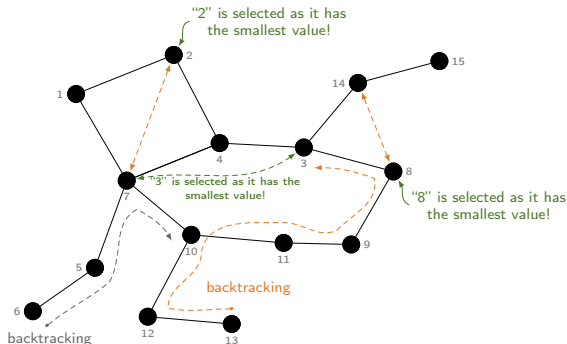 “2” is selected as it has
the smallest value!
2
15
14
1
4
3
“3” is selected as it has the
smallest value!
8
7
“8” is selected as it has
the smallest value!
10
11
9
5
backtracking
6
12
13
backtracking